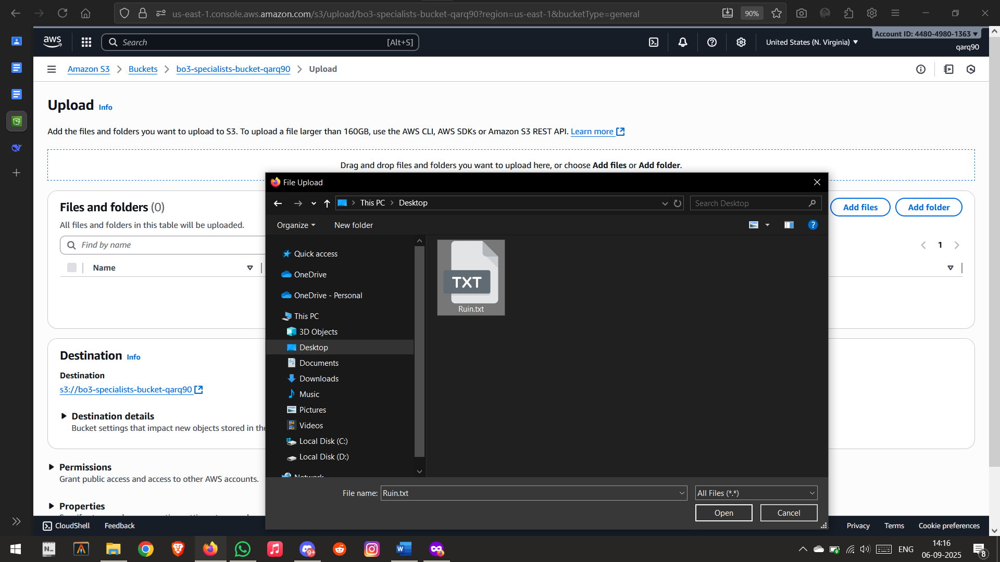 us-east-1.console.aws.amazon.com/s3/upload/bo3-specialists-bucket-qarq90?region=us-east-1&bucketType=general
90%
aws
Search
[Alt+S]
United States (N. Virginia)
Account ID: 4480-4980-1363
qarq90
Amazon S3
Buckets
bo3-specialists-bucket-qarq90
Upload
Upload
Info
Add the files and folders you want to upload to S3. To upload a file larger than 160GB, use the AWS CLI, AWS SDKs or Amazon S3 REST API. Learn more
Drag and drop files and folders you want to upload here, or choose Add files or Add folder.
Files and folders (0)
All files and folders in this table will be uploaded.
Find by name
Name
Add files
Add folder
1
File Upload
This PC
Desktop
Search Desktop
Organize
New folder
?
Quick access
OneDrive
OneDrive - Personal
This PC
3D Objects
Desktop
Documents
Downloads
Music
Pictures
Videos
Local Disk (C:)
Local Disk (D:)
Network
TXT
Ruin.txt
File name:
Ruin.txt
All Files (*.*)
Open
Cancel
Destination
Info
Destination
s3://bo3-specialists-bucket-qarq90
Destination details
Bucket settings that impact new objects stored in the
Permissions
Grant public access and access to other AWS accounts.
Properties
CloudShell
Feedback
Privacy
Terms
Cookie preferences
N_
9+
W
ENG
14:16
06-09-2025
8